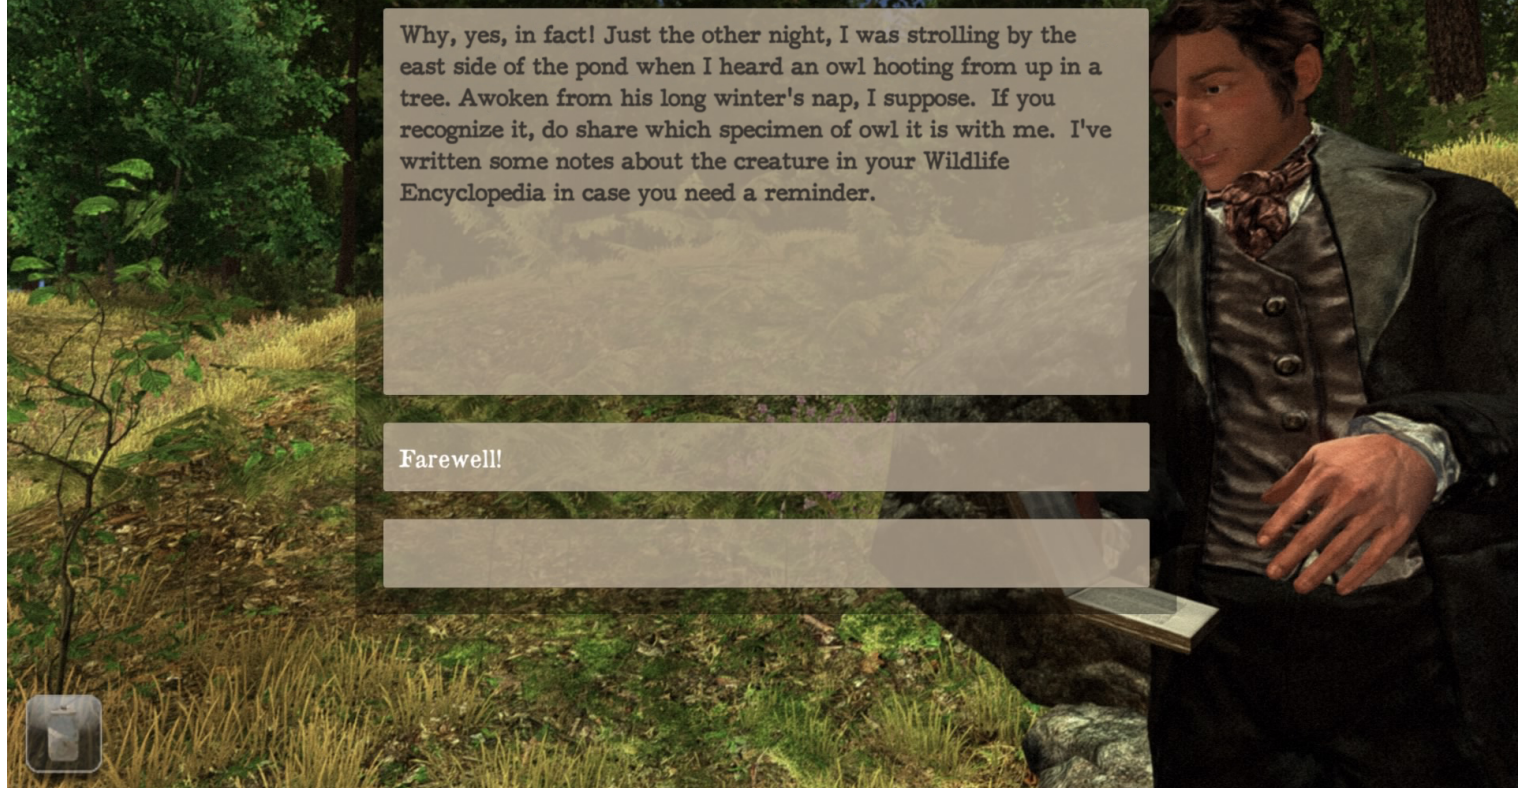 Why, yes, in fact! Just the other night, I was strolling by the
east side of the pond when I heard an owl hooting from up in a
tree. Awoken from his long winter's nap, I suppose.  If you
recognize it, do share which specimen of owl it is with me.  I've
written some notes about the creature in your Wildlife
Encyclopedia in case you need a reminder.
Farewell!